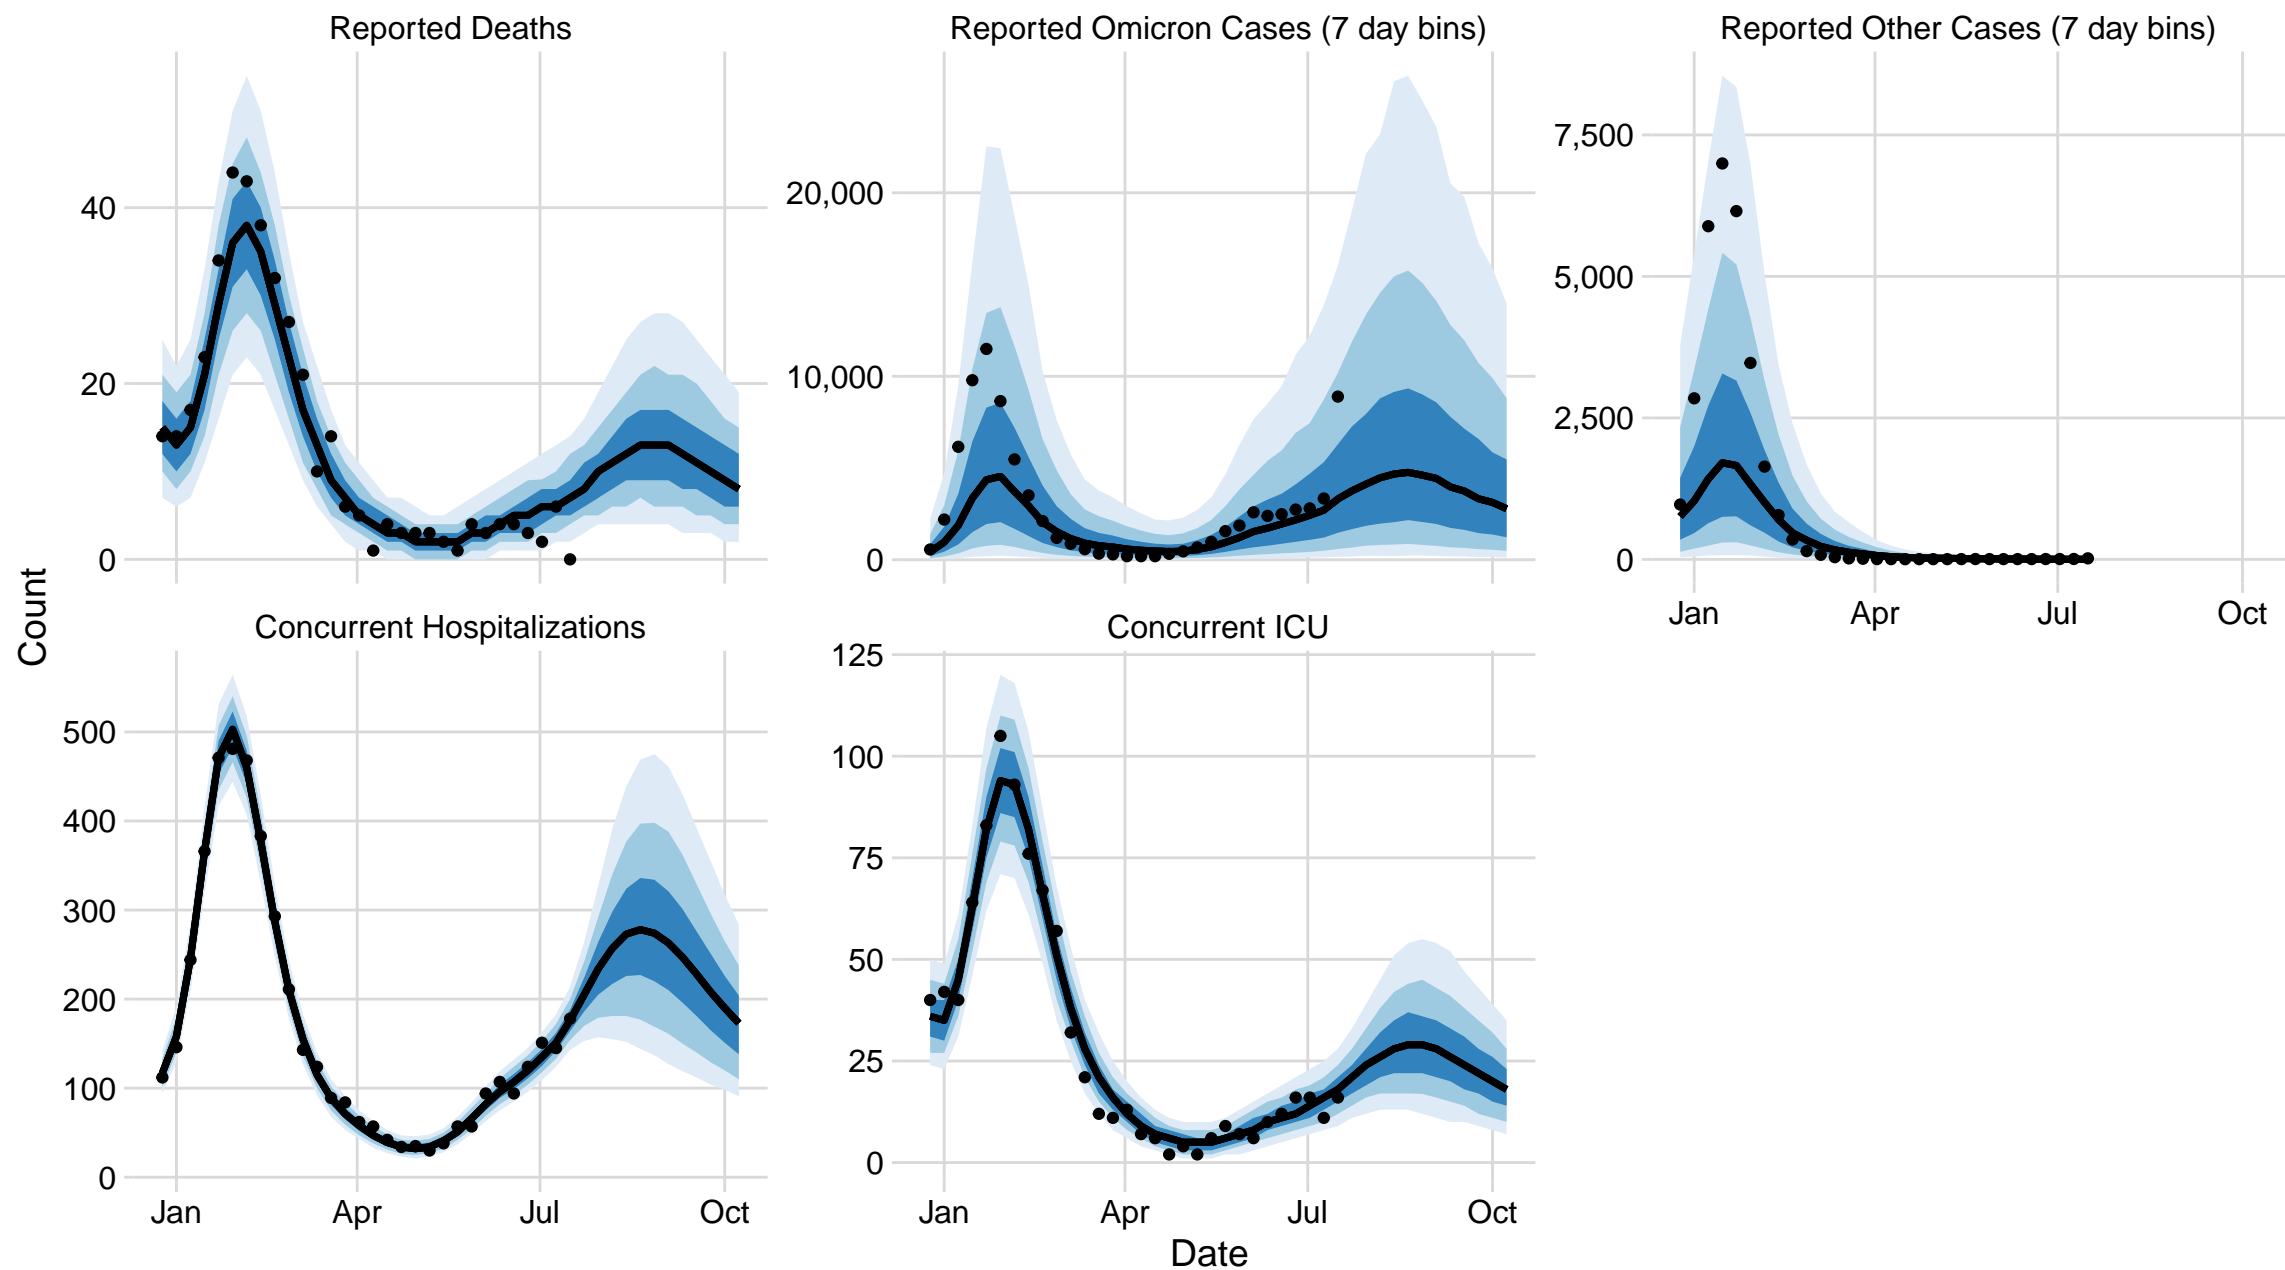 Reported Deaths
Reported Omicron Cases (7 day bins)
Reported Other Cases (7 day bins)
40
20
0
20,000
10,000
0
7,500
5,000
2,500
0
Jan Apr Jul Oct
Count
Concurrent Hospitalizations
Concurrent ICU
500
400
300
200
100
0
125
100
75
50
25
0
Jan Apr Jul Oct
Jan Apr Jul Oct
Date